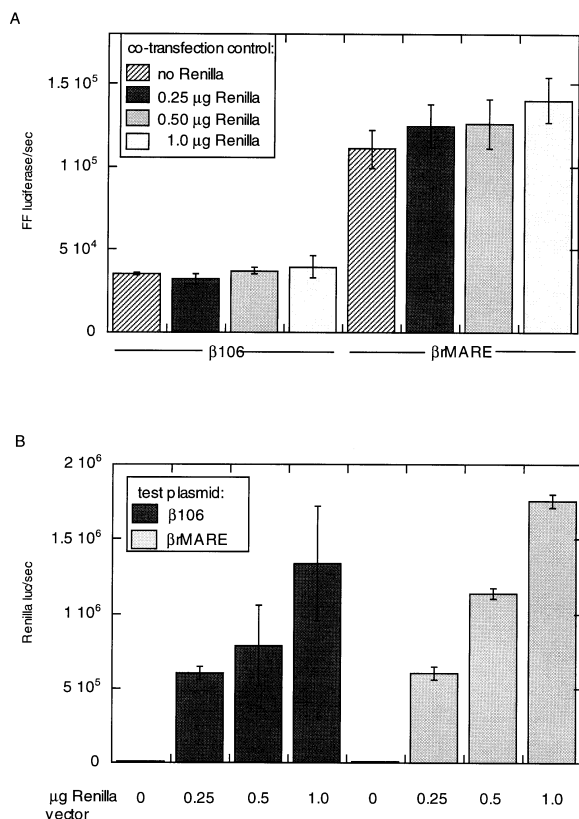 A
co-transfection control:
no Renilla
0.25 μg Renilla
0.50 μg Renilla
1.0 μg Renilla
1.5 10⁵
1 10⁵
5 10⁴
0
FF luciferase/sec
β106
βrMARE
B
2 10⁶
1.5 10⁶
1 10⁶
5 10⁵
0
Renilla luc/sec
test plasmid:
β106
βrMARE
μg Renilla vector
0 0.25 0.5 1.0 0 0.25 0.5 1.0